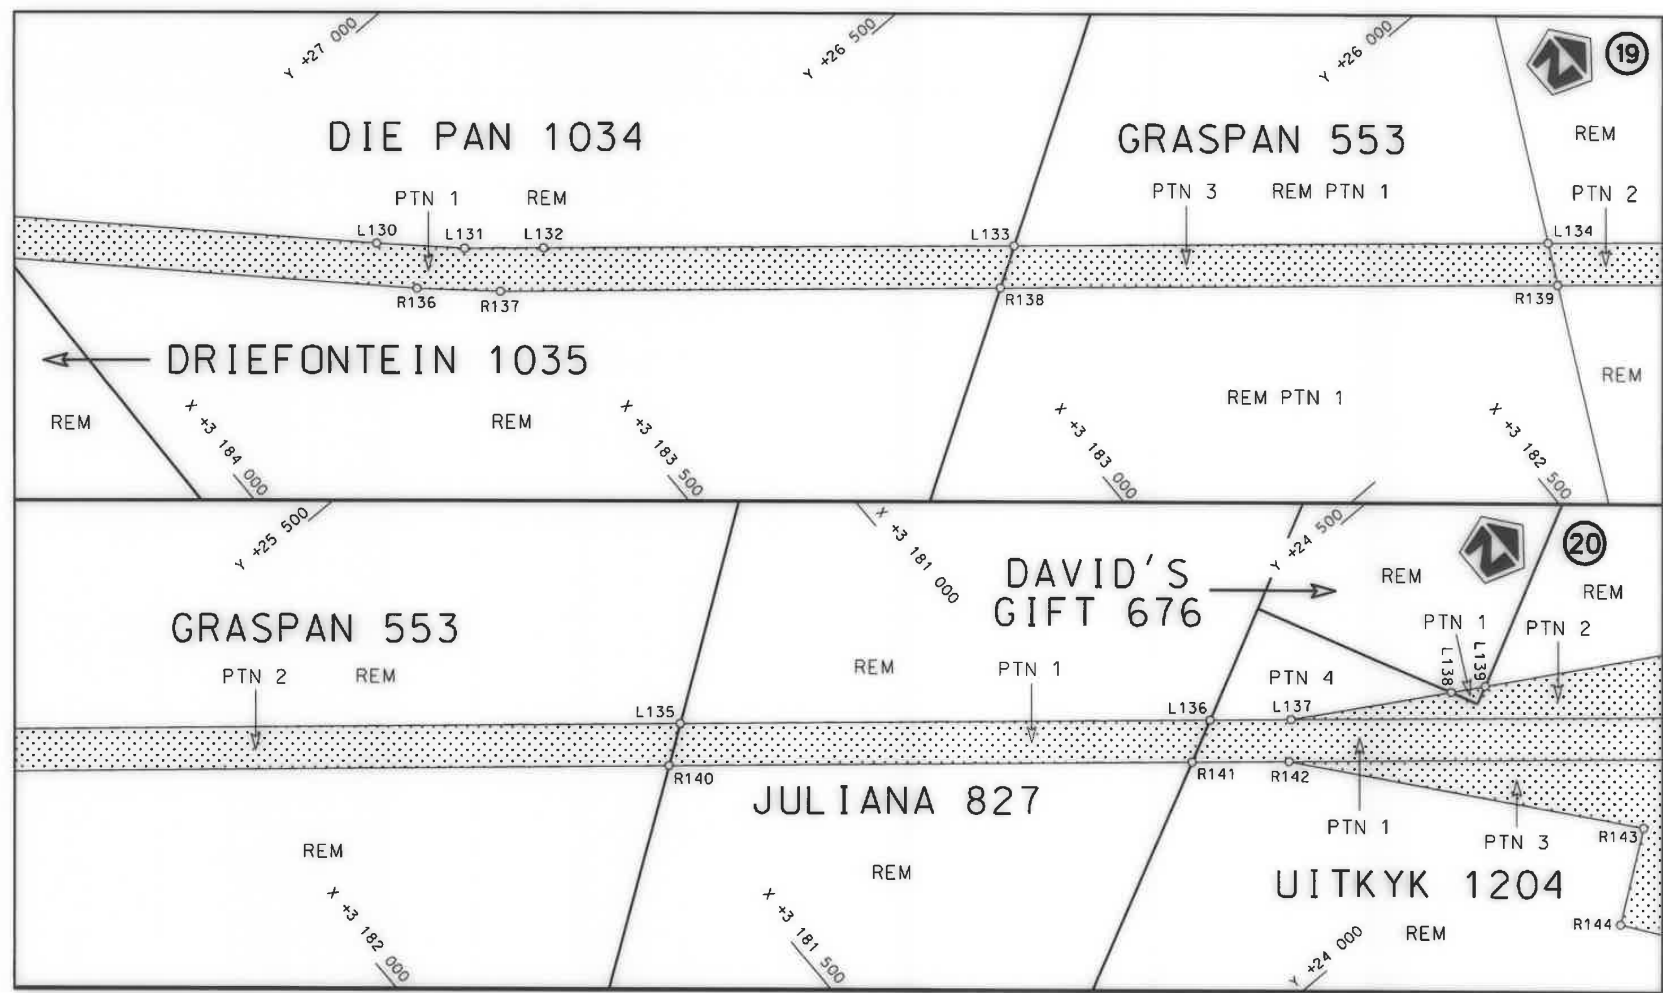 Y +27 000
Y +26 500
Y +26 000
19
DIE PAN 1034
GRASPAN 553
REM
PTN 1
REM
PTN 3
REM PTN 1
PTN 2
L130
L131
L132
L133
L134
R136
R137
R138
R139
DRIEFONTEIN 1035
REM
REM
REM PTN 1
REM
X +3 184 000
X +3 183 500
X +3 183 000
X +3 182 500
Y +25 500
X +3 181 000
Y +24 500
20
DAVID'S
GIFT 676
REM
REM
GRASPAN 553
PTN 2
REM
REM
PTN 1
PTN 4
PTN 1
PTN 2
L135
L136
L137
L138
L139
R140
R141
R142
R143
R144
JULIANA 827
PTN 1
PTN 3
REM
REM
UITKYK 1204
REM
X +3 182 000
X +3 181 500
Y +24 000